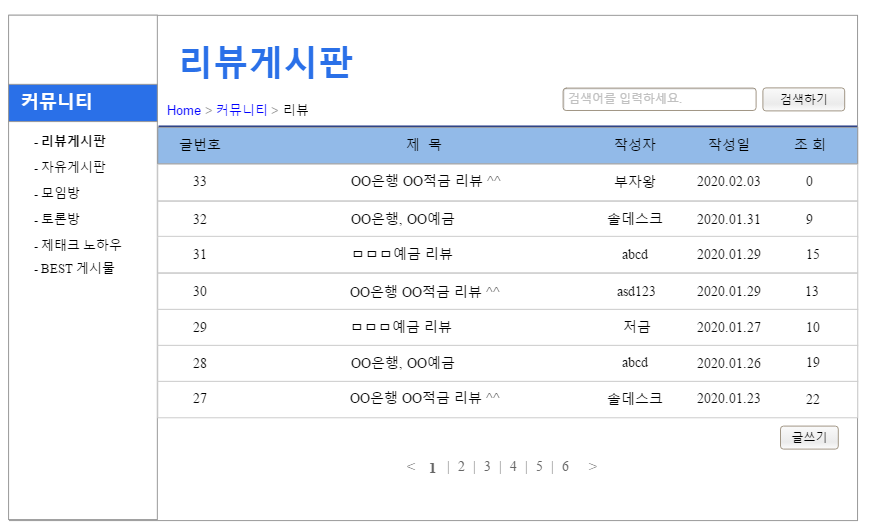 리뷰게시판
커뮤니티
검색어를 입력하세요.
검색하기
Home > 커뮤니티 > 리뷰
- 리뷰게시판
- 자유게시판
- 모임방
- 토론방
- 제태크 노하우
- BEST 게시물
글번호 제 목 작성자 작성일 조 회
33 OO은행 OO적금 리뷰 ^^ 부자왕 2020.02.03 0
32 OO은행, OO예금 솔데스크 2020.01.31 9
31 ㅁㅁㅁ예금 리뷰 abcd 2020.01.29 15
30 OO은행 OO적금 리뷰 ^^ asd123 2020.01.29 13
29 ㅁㅁㅁ예금 리뷰 저금 2020.01.27 10
28 OO은행, OO예금 abcd 2020.01.26 19
27 OO은행 OO적금 리뷰 ^^ 솔데스크 2020.01.23 22
글쓰기
< 1 | 2 | 3 | 4 | 5 | 6 >